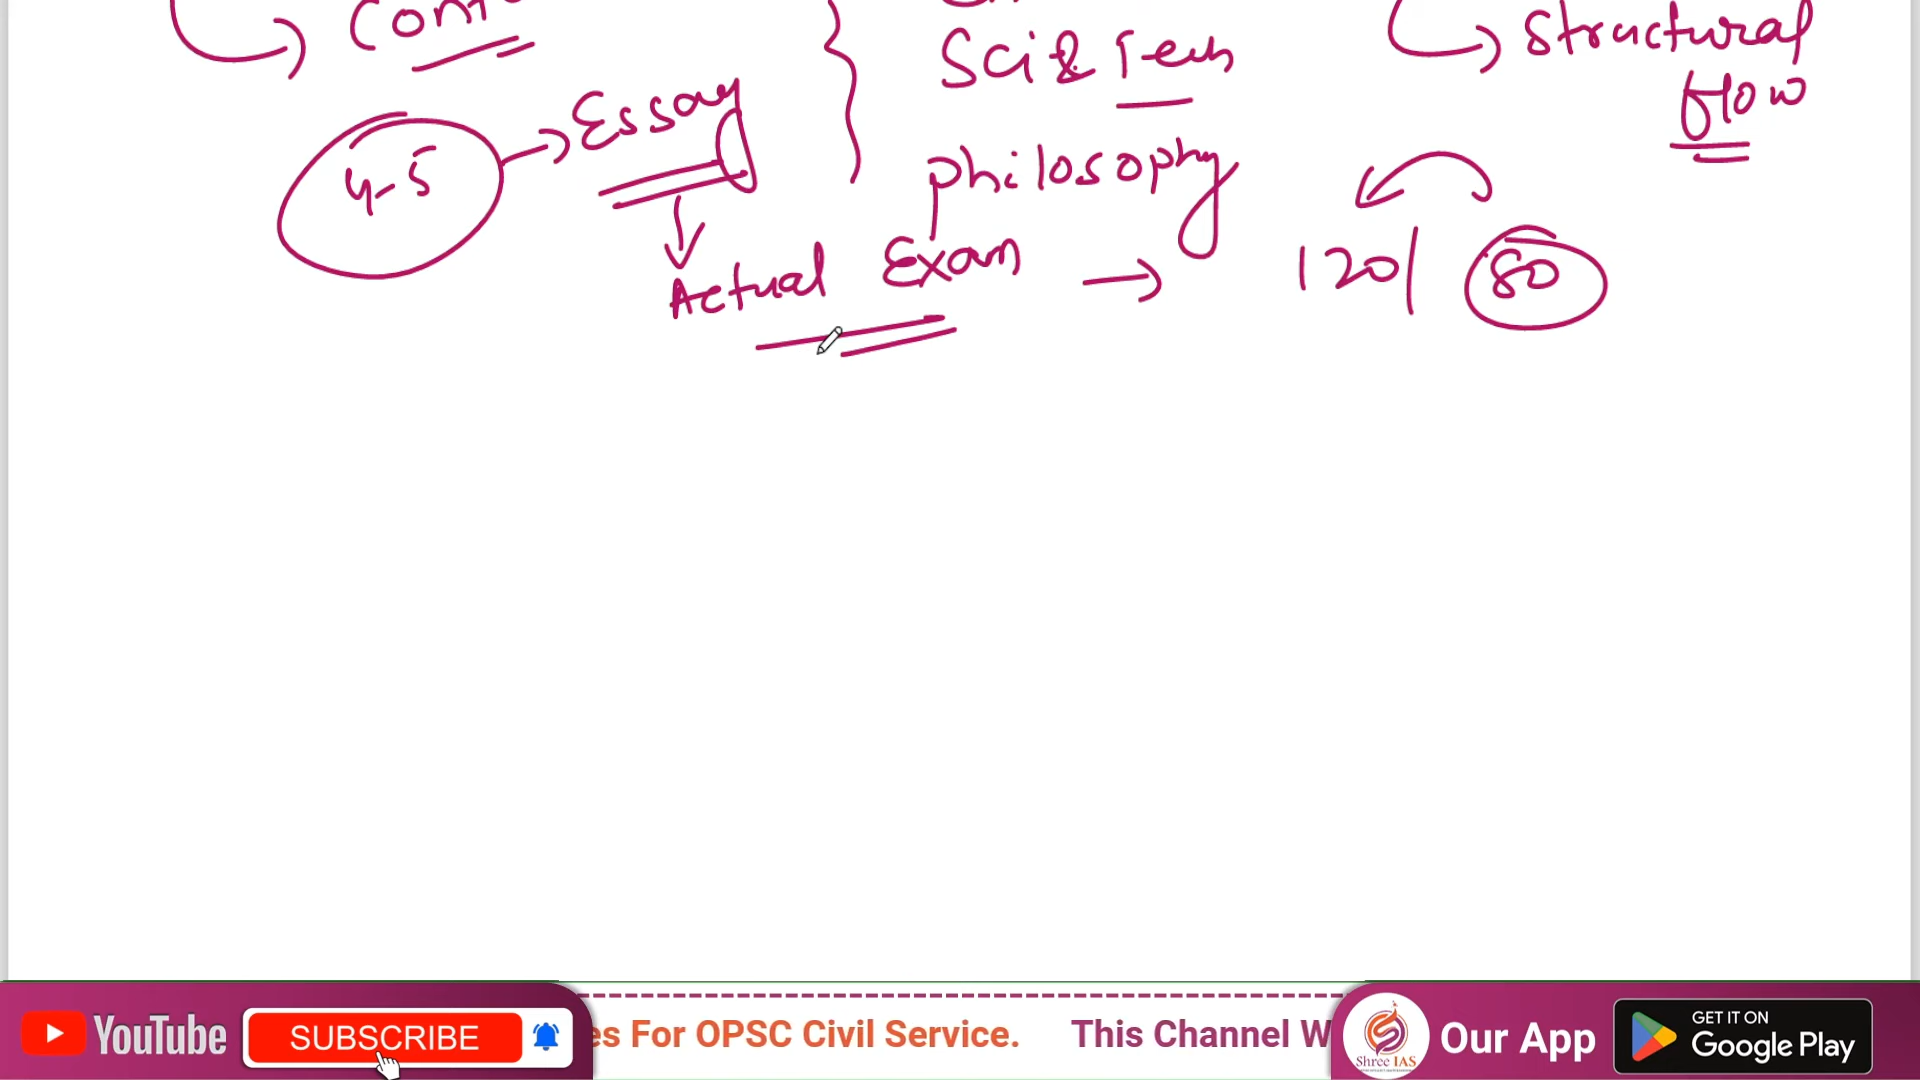 Structural
Sci & Tech
flow
Essay
4-5
philosophy
Actual Exam → 120/ 80
YouTube
SUBSCRIBE
es For OPSC Civil Service. This Channel W
Shree IAS
Our App
GET IT ON
Google Play